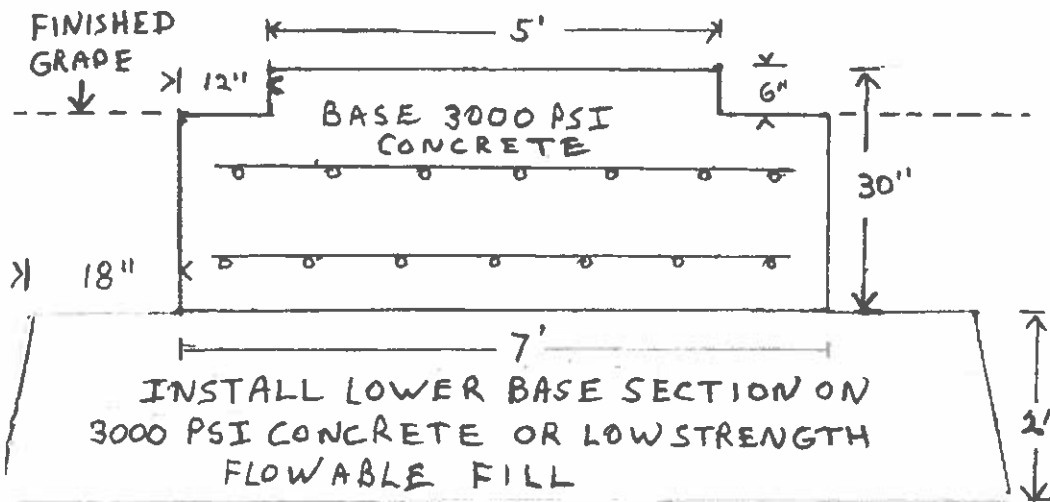 FINISHED
GRADE
5'
12"
6"
BASE 3000 PSI
CONCRETE
30"
18"
7'
INSTALL LOWER BASE SECTION ON
3000 PSI CONCRETE OR LOW STRENGTH
FLOWABLE FILL
2'